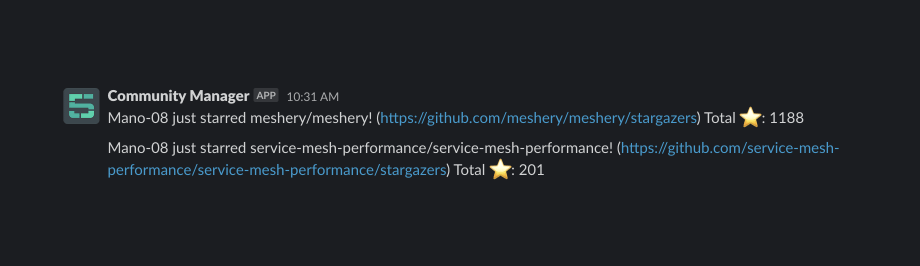 Community Manager APP 10:31 AM
Mano-08 just starred meshery/meshery! (https://github.com/meshery/meshery/stargazers) Total ⭐: 1188
Mano-08 just starred service-mesh-performance/service-mesh-performance! (https://github.com/service-mesh-
performance/service-mesh-performance/stargazers) Total ⭐: 201